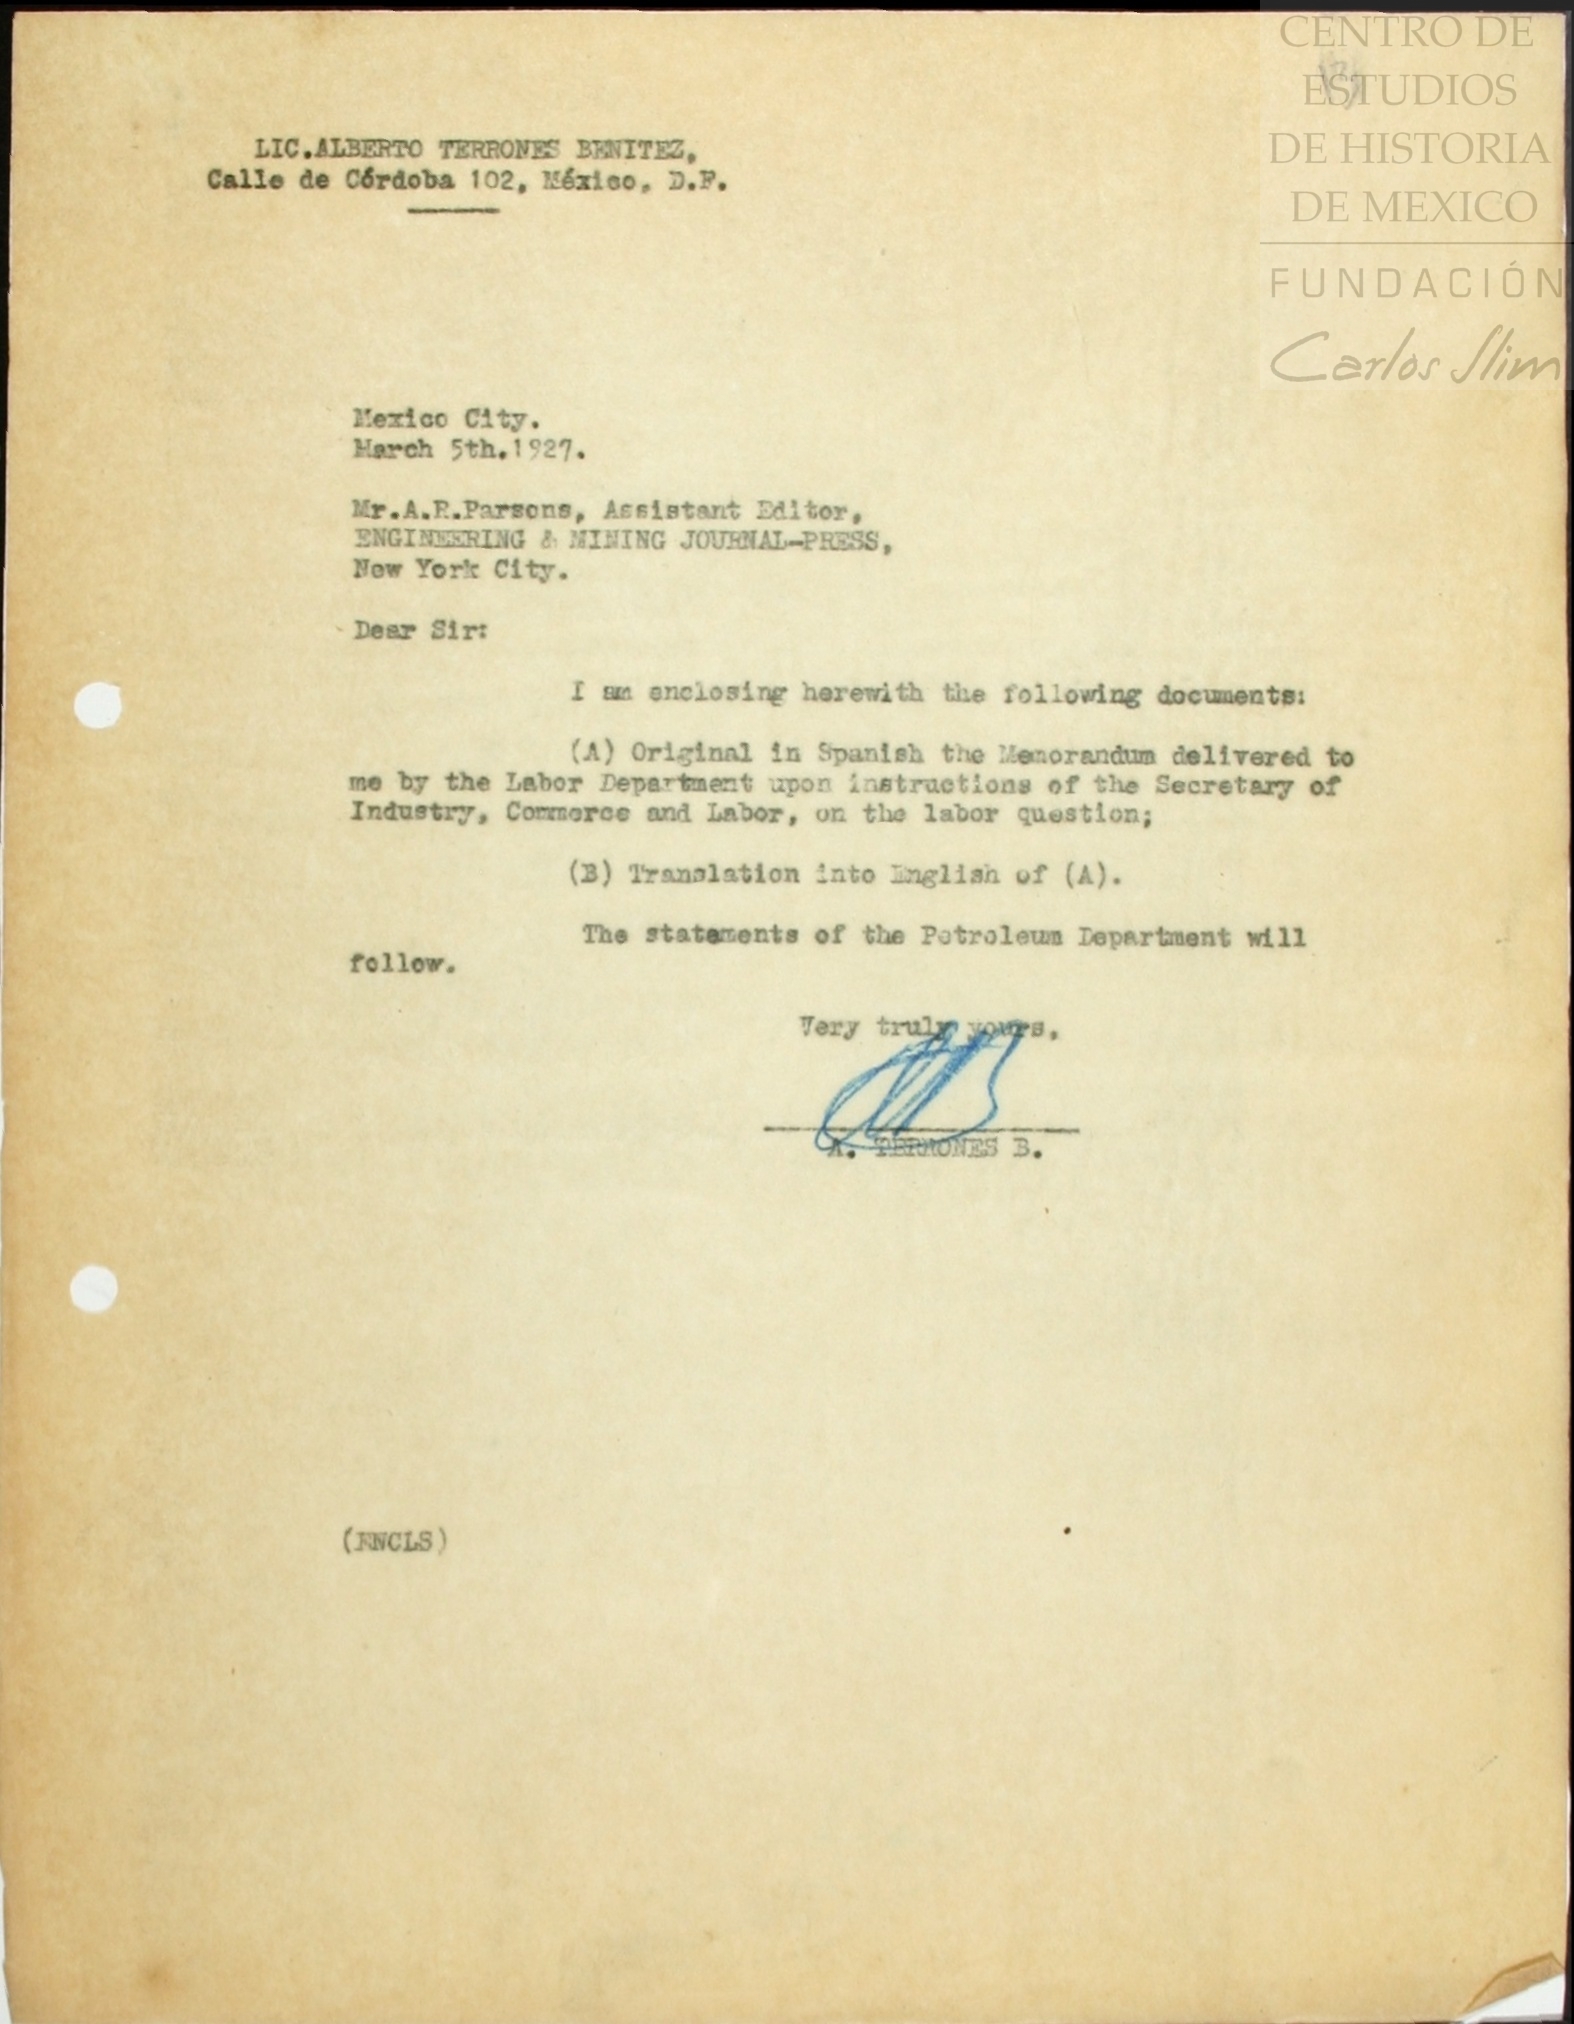 CENTRO DE
ESTUDIOS
DE HISTORIA
DE MEXICO
FUNDACIÓN
Carlos Slim
LIC.ALBERTO TERRONES BENITEZ,
Calle de Córdoba 102, México, D.F.
Mexico City.
March 5th.1927.
Mr.A.R.Parsons, Assistant Editor,
ENGINEERING & MINING JOURNAL-PRESS,
New York City.
Dear Sir:
I am enclosing herewith the following documents:
(A) Original in Spanish the Memorandum delivered to
me by the Labor Department upon instructions of the Secretary of
Industry, Commerce and Labor, on the labor question;
(B) Translation into English of (A).
The statements of the Petroleum Department will
follow.
Very truly yours,
A. TERRONES B.
(ENCLS)